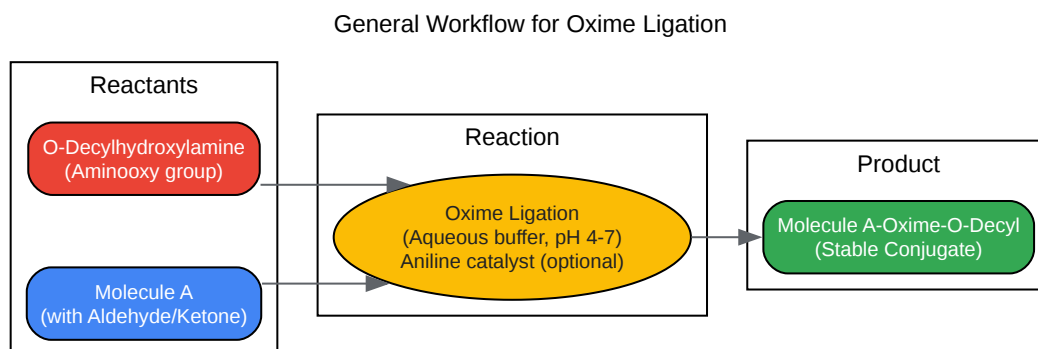 General Workflow for Oxime Ligation
Reactants
O-Decylhydroxylamine
(Aminooxy group)
Molecule A
(with Aldehyde/Ketone)
Reaction
Oxime Ligation
(Aqueous buffer, pH 4-7)
Aniline catalyst (optional)
Product
Molecule A-Oxime-O-Decyl
(Stable Conjugate)